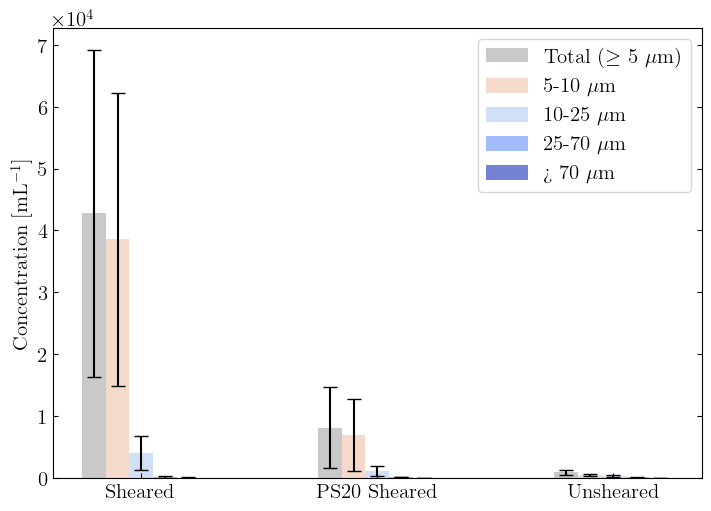 ×10⁴
7
6
5
4
3
2
1
0
Concentration [mL⁻¹]
Total (≥ 5 μm)
5-10 μm
10-25 μm
25-70 μm
¿ 70 μm
Sheared
PS20 Sheared
Unsheared